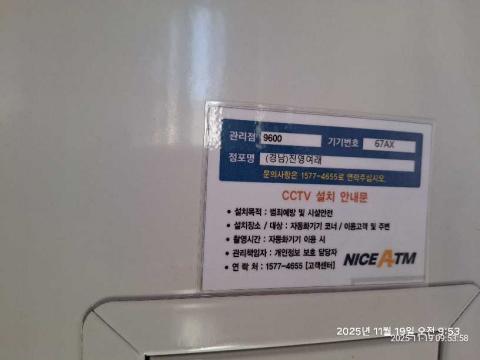 관리점 9600 기기번호 67AX
점포명 (경남)진영여래
문의사항은 1577-4655로 연락주십시오.
CCTV 설치 안내문
• 설치목적 : 범죄예방 및 시설안전
• 설치장소 / 대상 : 자동화기기 코너 / 이용고객 및 주변
• 촬영시간 : 자동화기기 이용 시
• 관리책임자 : 개인정보 보호 담당자
• 연 락 처 : 1577-4655 [고객센터]
NICE ATM
2025년 11월 19일 오전 9:53
2025-11-19 09:53:58